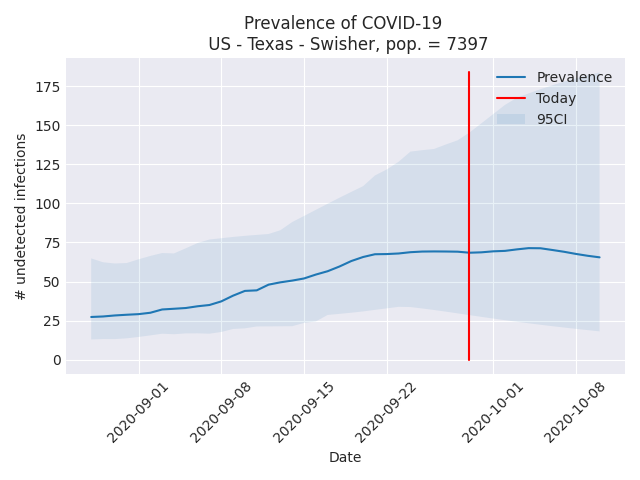 Prevalence of COVID-19
US - Texas - Swisher, pop. = 7397
Prevalence
Today
95CI
175
150
125
100
75
50
25
0
# undetected infections
2020-09-01
2020-09-08
2020-09-15
2020-09-22
2020-10-01
2020-10-08
Date